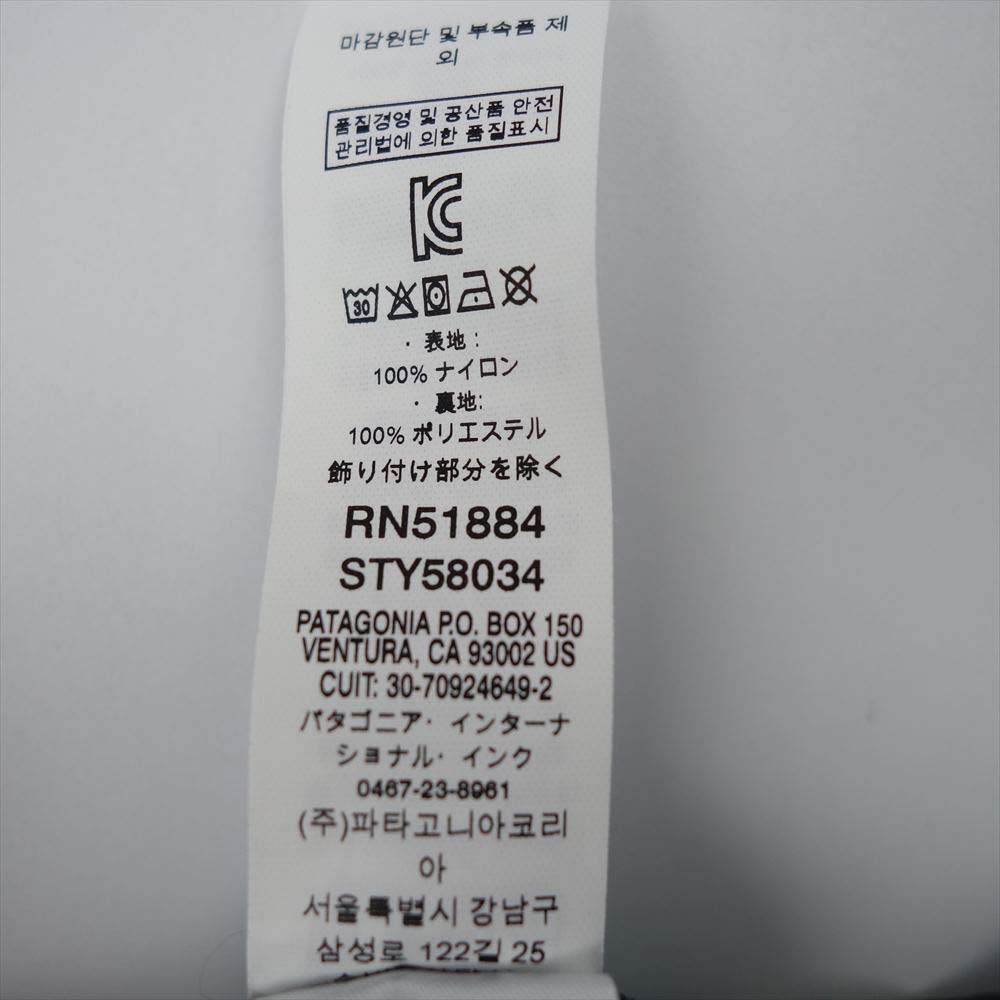 마감원단 및 부속품 제
외
품질경영 및 공산품 안전
관리법에 의한 품질표시
KC
30
· 表地 :
100% ナイロン
· 裏地:
100% ポリエステル
飾り付け部分を除く
RN51884
STY58034
PATAGONIA P.O. BOX 150
VENTURA, CA 93002 US
CUIT: 30-70924649-2
パタゴニア· インターナ
ショナル· インク
0467-23-8961
(주)파타고니아코리
아
서울특별시 강남구
삼성로 122길 25